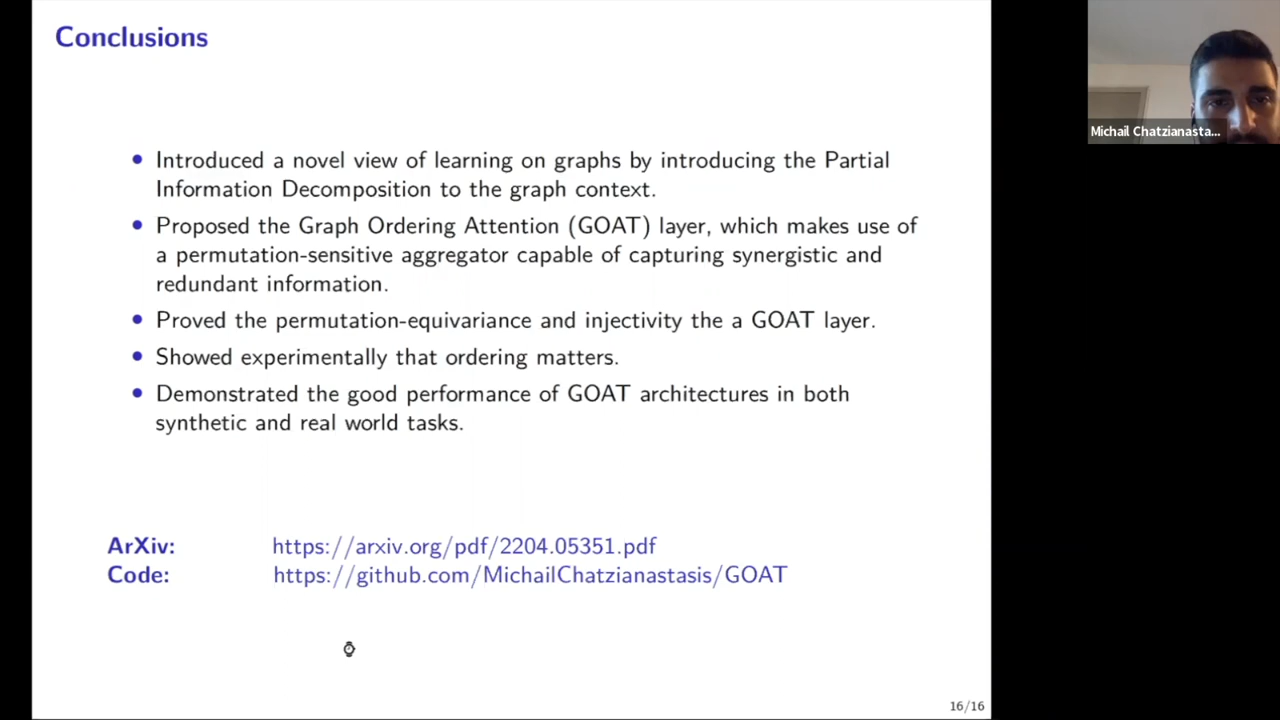 Conclusions
Introduced a novel view of learning on graphs by introducing the Partial
Information Decomposition to the graph context.
Proposed the Graph Ordering Attention (GOAT) layer, which makes use of
a permutation-sensitive aggregator capable of capturing synergistic and
redundant information.
Proved the permutation-equivariance and injectivity the a GOAT layer.
Showed experimentally that ordering matters.
Demonstrated the good performance of GOAT architectures in both
synthetic and real world tasks.
ArXiv: https://arxiv.org/pdf/2204.05351.pdf
Code: https://github.com/MichailChatzianastasis/GOAT
16/16
Michail Chatzianasta...